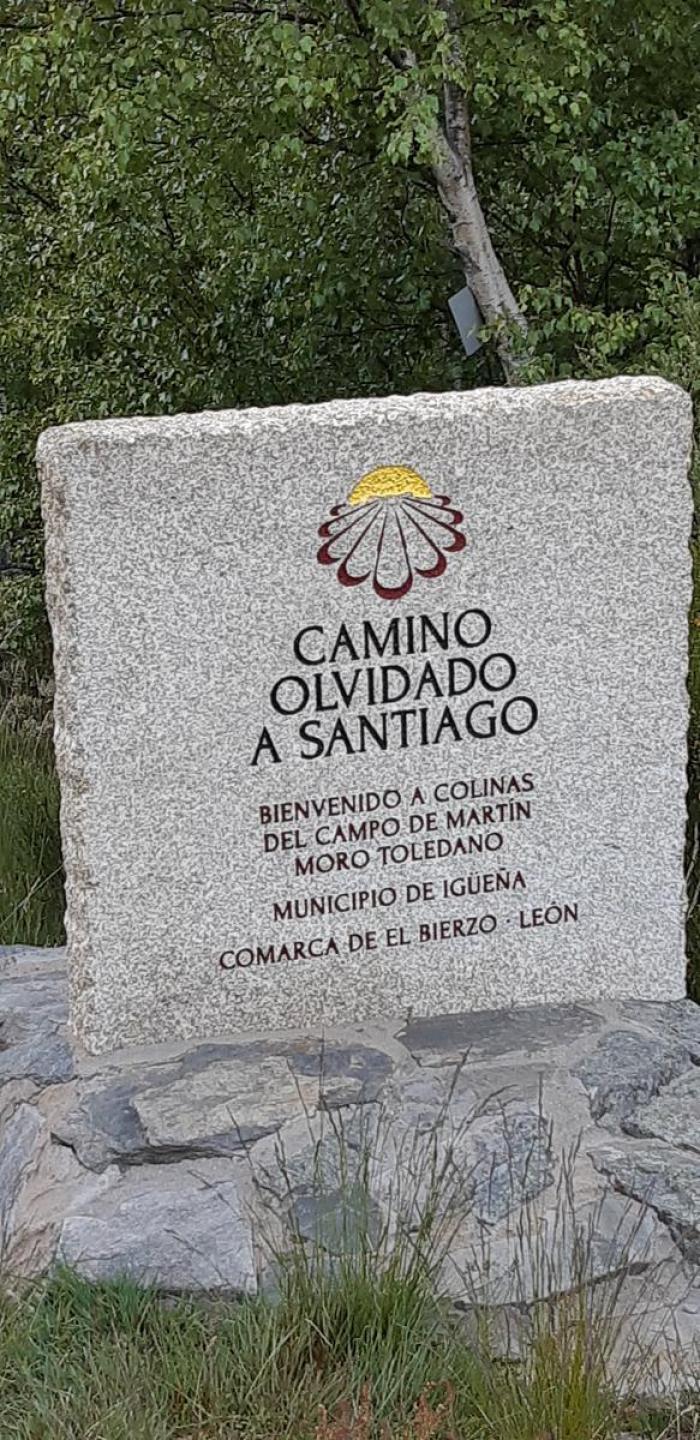 CAMINO
OLVIDADO
A SANTIAGO
BIENVENIDO A COLINAS
DEL CAMPO DE MARTÍN
MORO TOLEDANO
MUNICIPIO DE IGÜEÑA
COMARCA DE EL BIERZO · LEÓN